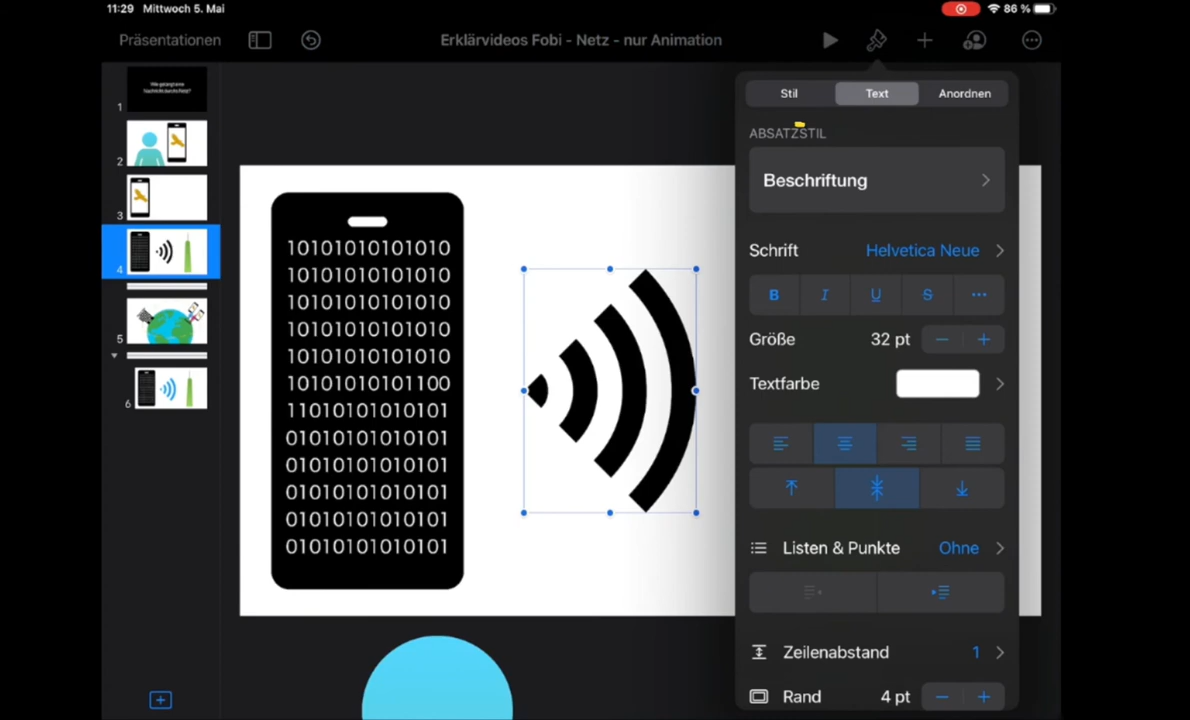 11:29 Mittwoch 5. Mai
86 %
Präsentationen
Erklärvideos Fobi - Netz - nur Animation
1
2
3
4
5
6
10101010101010
10101010101010
10101010101010
10101010101010
10101010101010
10101010101100
11010101010101
01010101010101
01010101010101
01010101010101
01010101010101
01010101010101
Stil Text Anordnen
ABSATZSTIL
Beschriftung
Schrift Helvetica Neue
B I U S
Größe 32 pt
Textfarbe
Listen & Punkte Ohne
Zeilenabstand 1
Rand 4 pt